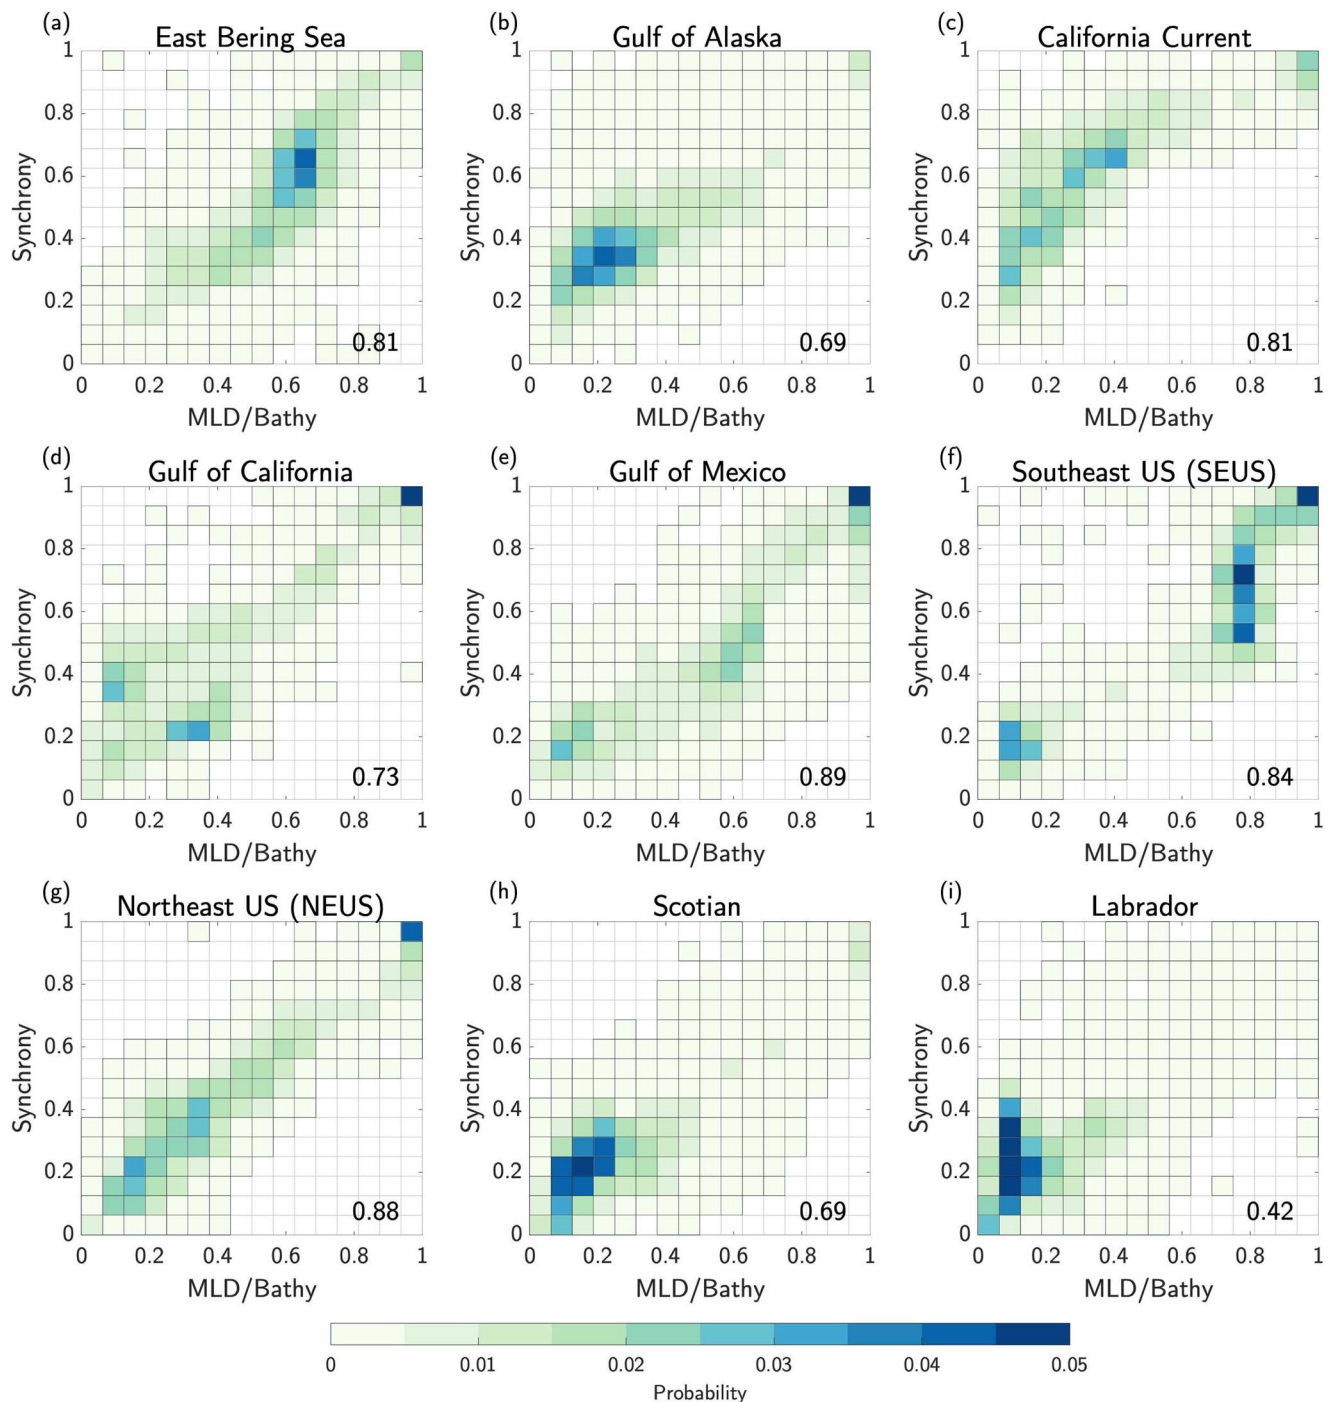 (a) (b) (c)
East Bering Sea Gulf of Alaska California Current
1 1 1
0.8 0.8 0.8
Synchrony Synchrony Synchrony
0.6 0.6 0.6
0.4 0.4 0.4
0.2 0.2 0.2
0.81 0.69 0.81
0 0 0
0 0.2 0.4 0.6 0.8 1 0 0.2 0.4 0.6 0.8 1 0 0.2 0.4 0.6 0.8 1
MLD/Bathy MLD/Bathy MLD/Bathy
(d) (e) (f)
Gulf of California Gulf of Mexico Southeast US (SEUS)
1 1 1
0.8 0.8 0.8
Synchrony Synchrony Synchrony
0.6 0.6 0.6
0.4 0.4 0.4
0.2 0.2 0.2
0.73 0.89 0.84
0 0 0
0 0.2 0.4 0.6 0.8 1 0 0.2 0.4 0.6 0.8 1 0 0.2 0.4 0.6 0.8 1
MLD/Bathy MLD/Bathy MLD/Bathy
(g) (h) (i)
Northeast US (NEUS) Scotian Labrador
1 1 1
0.8 0.8 0.8
Synchrony Synchrony Synchrony
0.6 0.6 0.6
0.4 0.4 0.4
0.2 0.2 0.2
0.88 0.69 0.42
0 0 0
0 0.2 0.4 0.6 0.8 1 0 0.2 0.4 0.6 0.8 1 0 0.2 0.4 0.6 0.8 1
MLD/Bathy MLD/Bathy MLD/Bathy
0 0.01 0.02 0.03 0.04 0.05
Probability